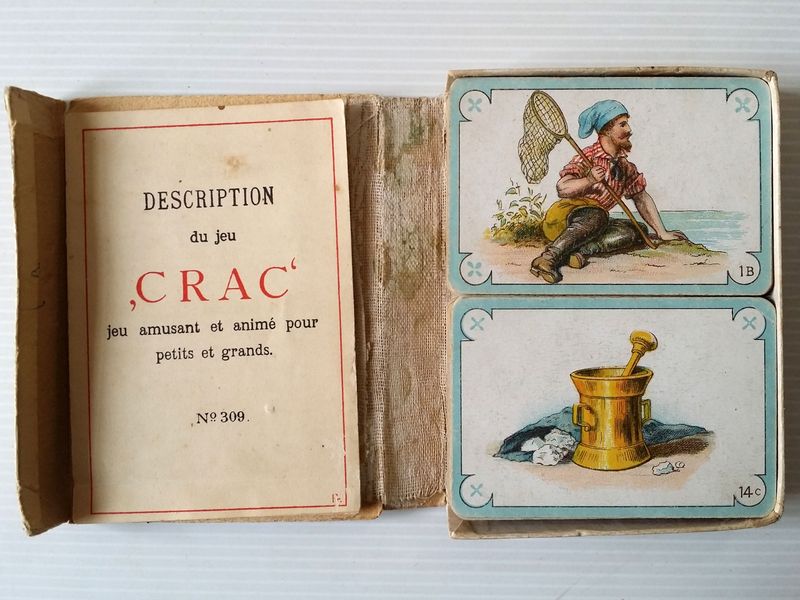 DESCRIPTION
du jeu
‚CRAC‘
jeu amusant et animé pour
petits et grands.
Nº 309.
1B
14c